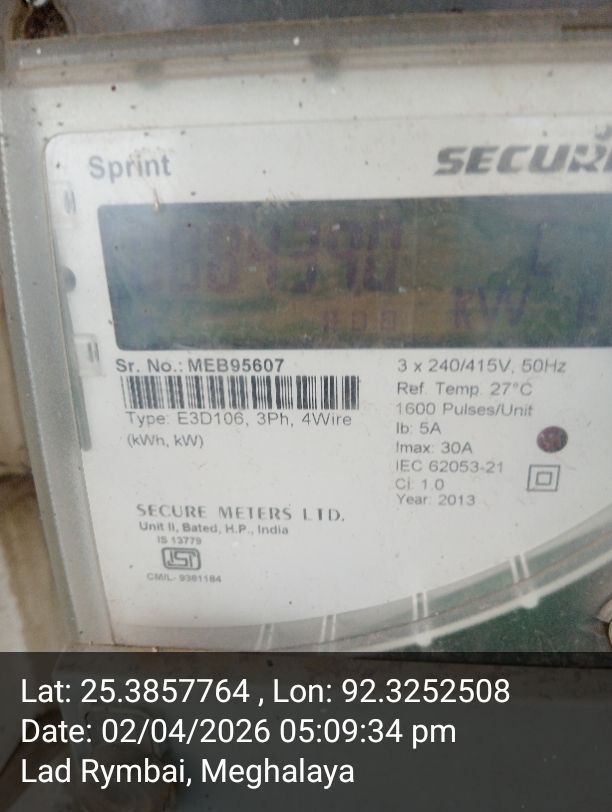 Sprint
SECURE
kW
Sr. No.: MEB95607
Type: E3D106, 3Ph, 4Wire
(kWh, kW)
3 x 240/415V, 50Hz
Ref. Temp. 27°C
1600 Pulses/Unit
Ib: 5A
Imax: 30A
IEC 62053-21
Cl: 1.0
Year: 2013
SECURE METERS LTD.
Unit II, Bated, H.P., India
IS 13779
CM/L- 9361184
Lat: 25.3857764 , Lon: 92.3252508
Date: 02/04/2026 05:09:34 pm
Lad Rymbai, Meghalaya